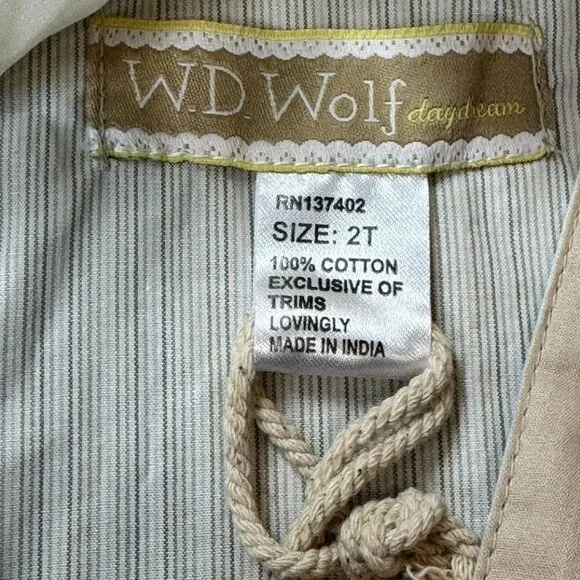 W.D. Wolf daydream
RN137402
SIZE: 2T
100% COTTON
EXCLUSIVE OF
TRIMS
LOVINGLY
MADE IN INDIA